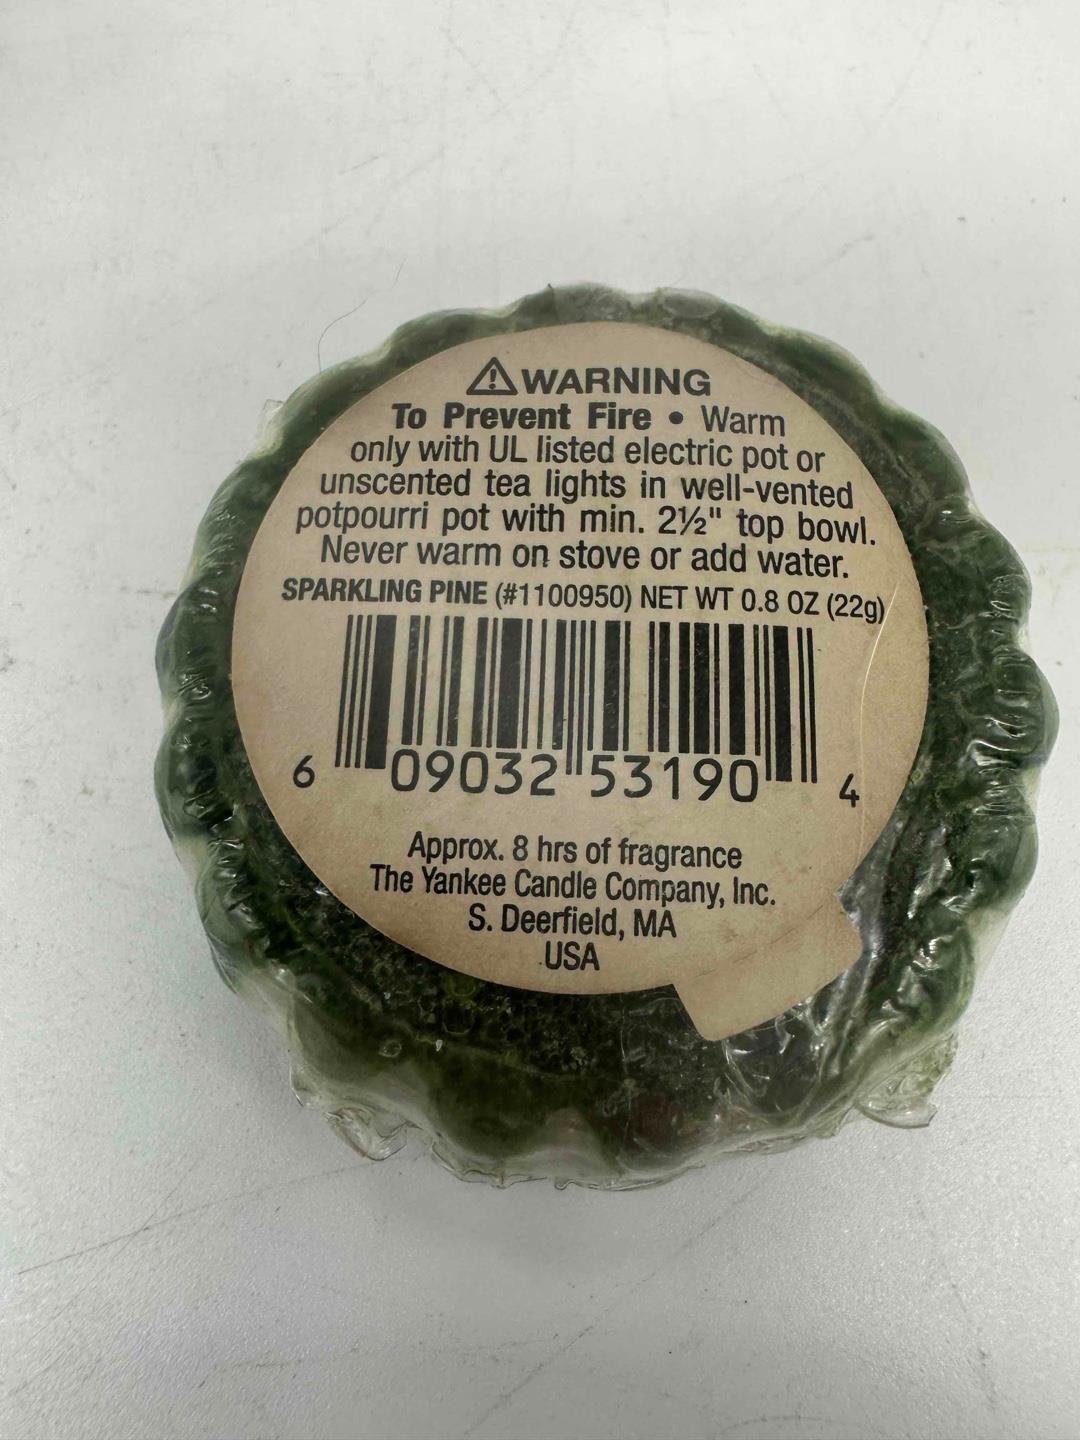 ⚠WARNING
To Prevent Fire • Warm
only with UL listed electric pot or
unscented tea lights in well-vented
potpourri pot with min. 2½" top bowl.
Never warm on stove or add water.
SPARKLING PINE (#1100950) NET WT 0.8 OZ (22g)
6 09032 53190 4
Approx. 8 hrs of fragrance
The Yankee Candle Company, Inc.
S. Deerfield, MA
USA